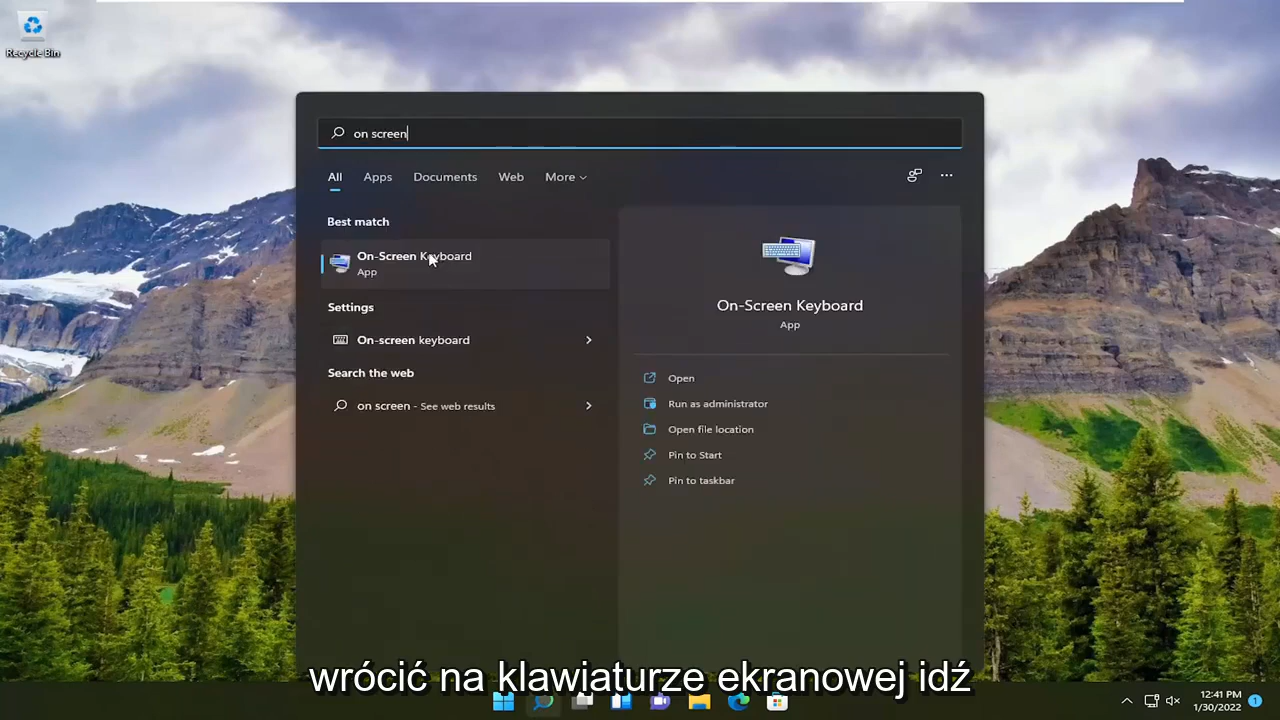 Recycle Bin
on screen
All Apps Documents Web More
Best match
On-Screen Keyboard
App
Settings
On-screen keyboard
Search the web
on screen - See web results
On-Screen Keyboard
App
Open
Run as administrator
Open file location
Pin to Start
Pin to taskbar
wrócić na klawiaturze ekranowej idź
12:41 PM
1/30/2022
1